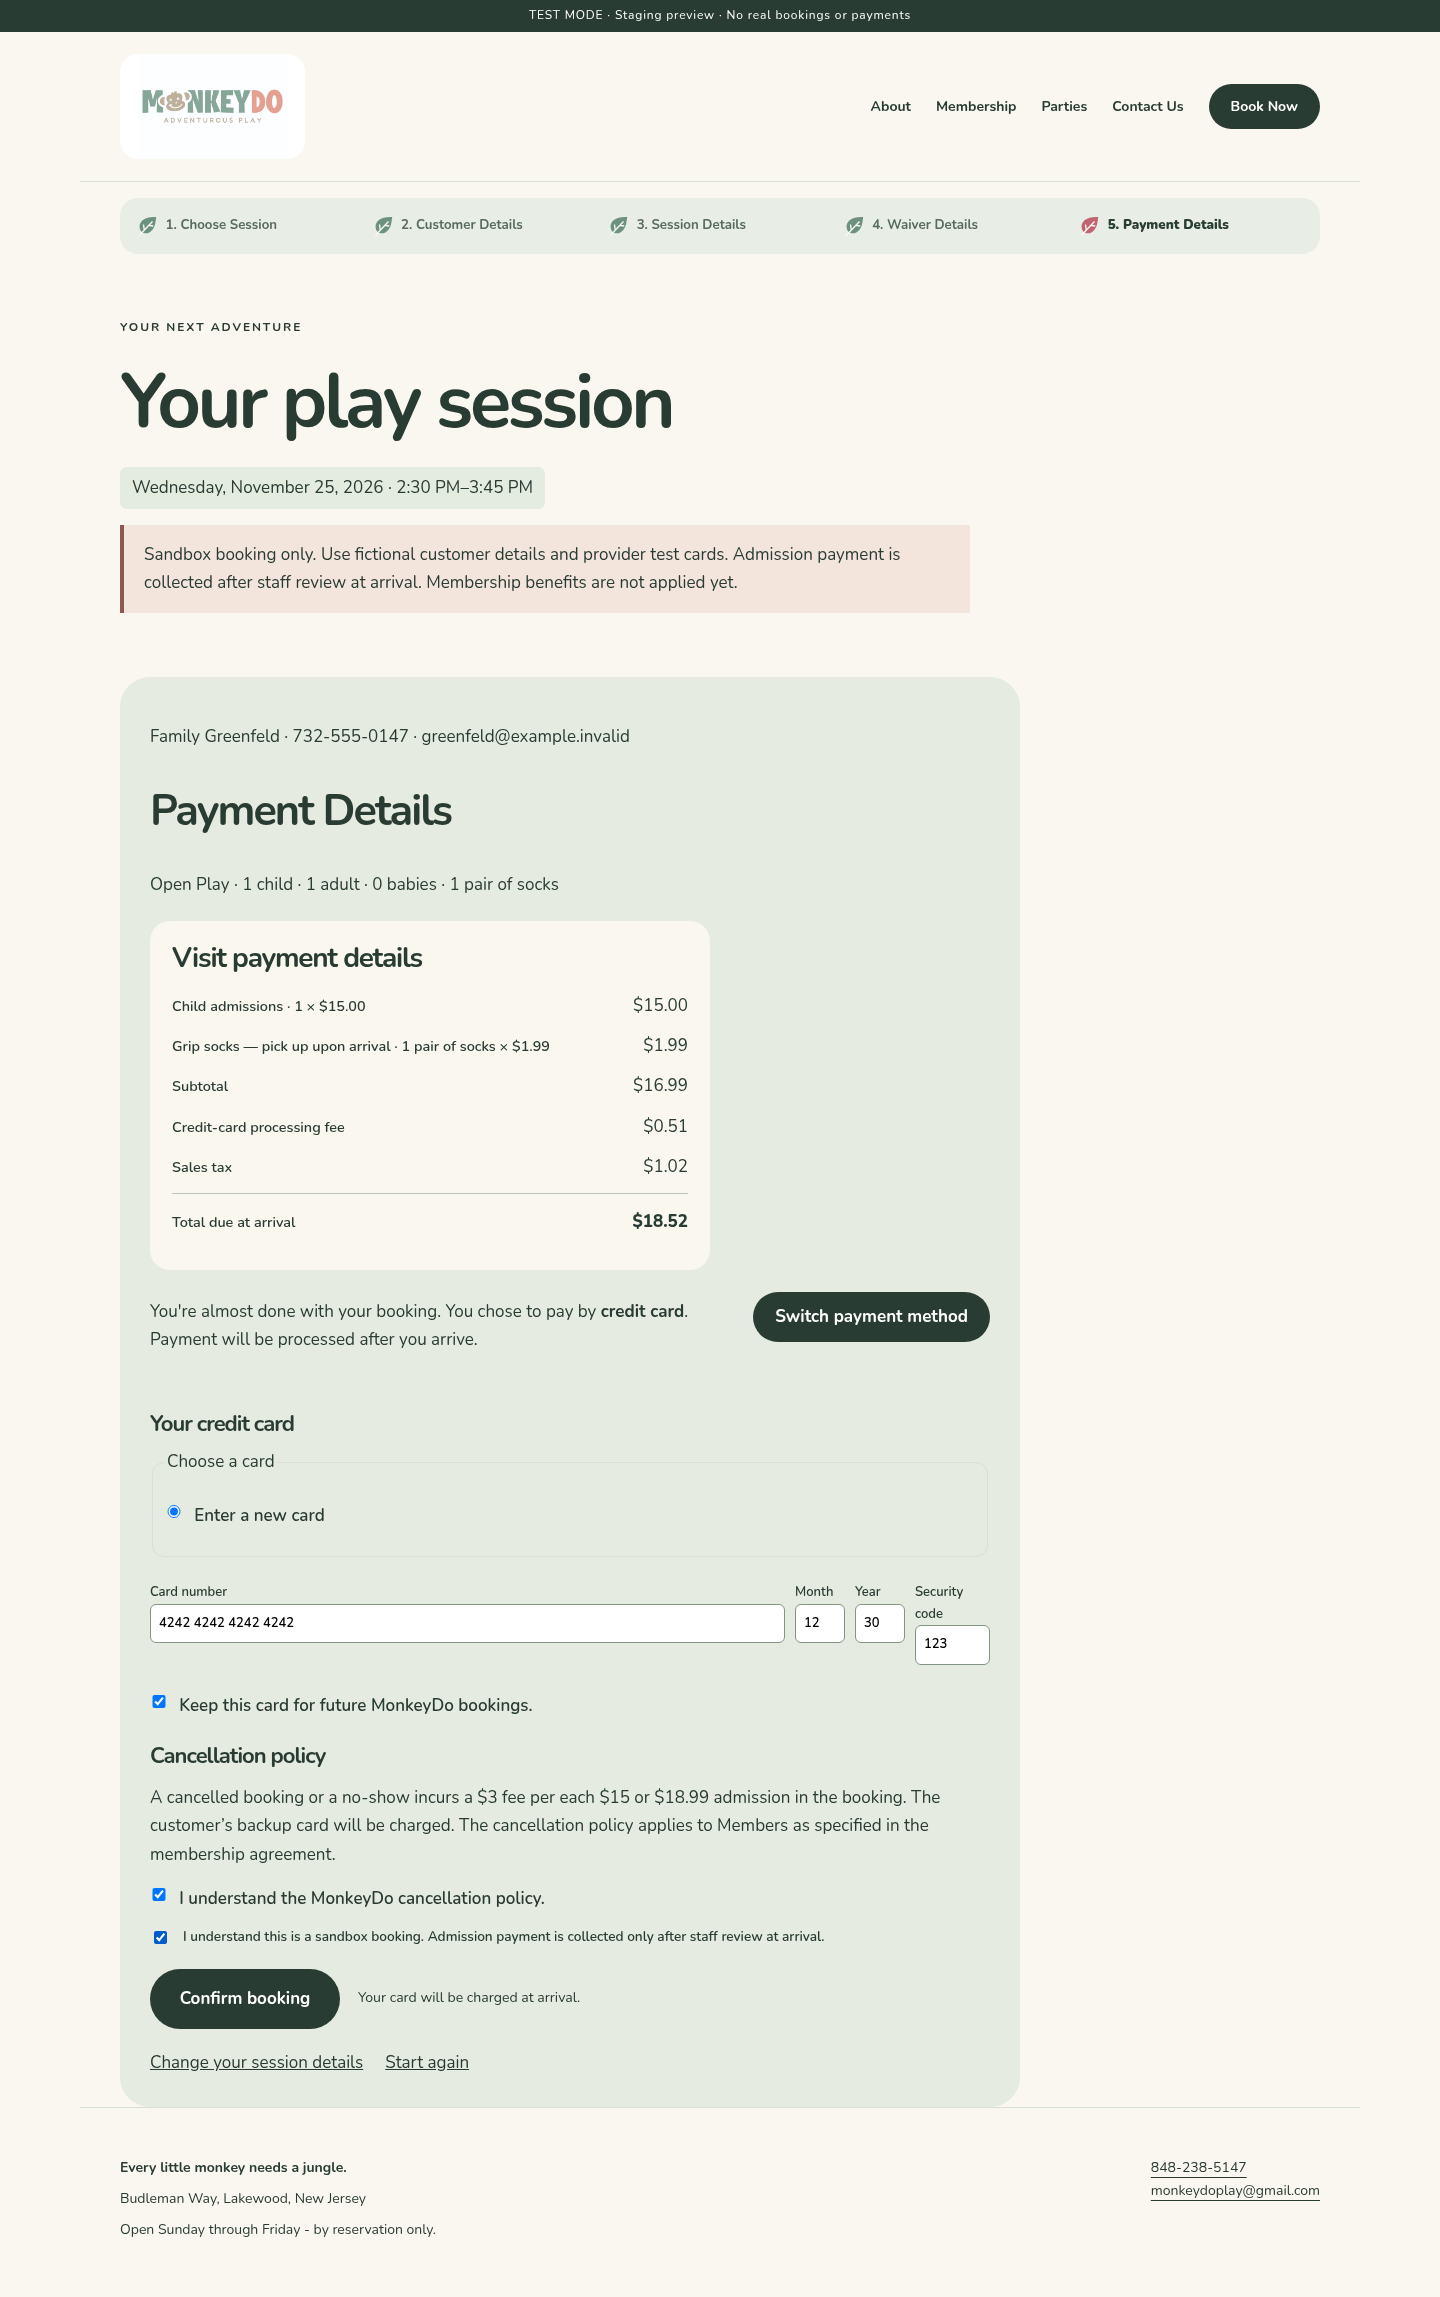 TEST MODE · Staging preview · No real bookings or payments
MONKEYDO
ADVENTUROUS PLAY
About
Membership
Parties
Contact Us
Book Now
1. Choose Session
2. Customer Details
3. Session Details
4. Waiver Details
5. Payment Details
YOUR NEXT ADVENTURE
Your play session
Wednesday, November 25, 2026 · 2:30 PM–3:45 PM
Sandbox booking only. Use fictional customer details and provider test cards. Admission payment is
collected after staff review at arrival. Membership benefits are not applied yet.
Family Greenfeld · 732-555-0147 · greenfeld@example.invalid
Payment Details
Open Play · 1 child · 1 adult · 0 babies · 1 pair of socks
Visit payment details
Child admissions · 1 × $15.00 $15.00
Grip socks — pick up upon arrival · 1 pair of socks × $1.99 $1.99
Subtotal $16.99
Credit-card processing fee $0.51
Sales tax $1.02
Total due at arrival $18.52
You're almost done with your booking. You chose to pay by credit card.
Payment will be processed after you arrive.
Switch payment method
Your credit card
Choose a card
Enter a new card
Card number
4242 4242 4242 4242
Month
12
Year
30
Security
code
123
Keep this card for future MonkeyDo bookings.
Cancellation policy
A cancelled booking or a no-show incurs a $3 fee per each $15 or $18.99 admission in the booking. The
customer’s backup card will be charged. The cancellation policy applies to Members as specified in the
membership agreement.
I understand the MonkeyDo cancellation policy.
I understand this is a sandbox booking. Admission payment is collected only after staff review at arrival.
Confirm booking
Your card will be charged at arrival.
Change your session details
Start again
Every little monkey needs a jungle.
Budleman Way, Lakewood, New Jersey
Open Sunday through Friday - by reservation only.
848-238-5147
monkeydoplay@gmail.com